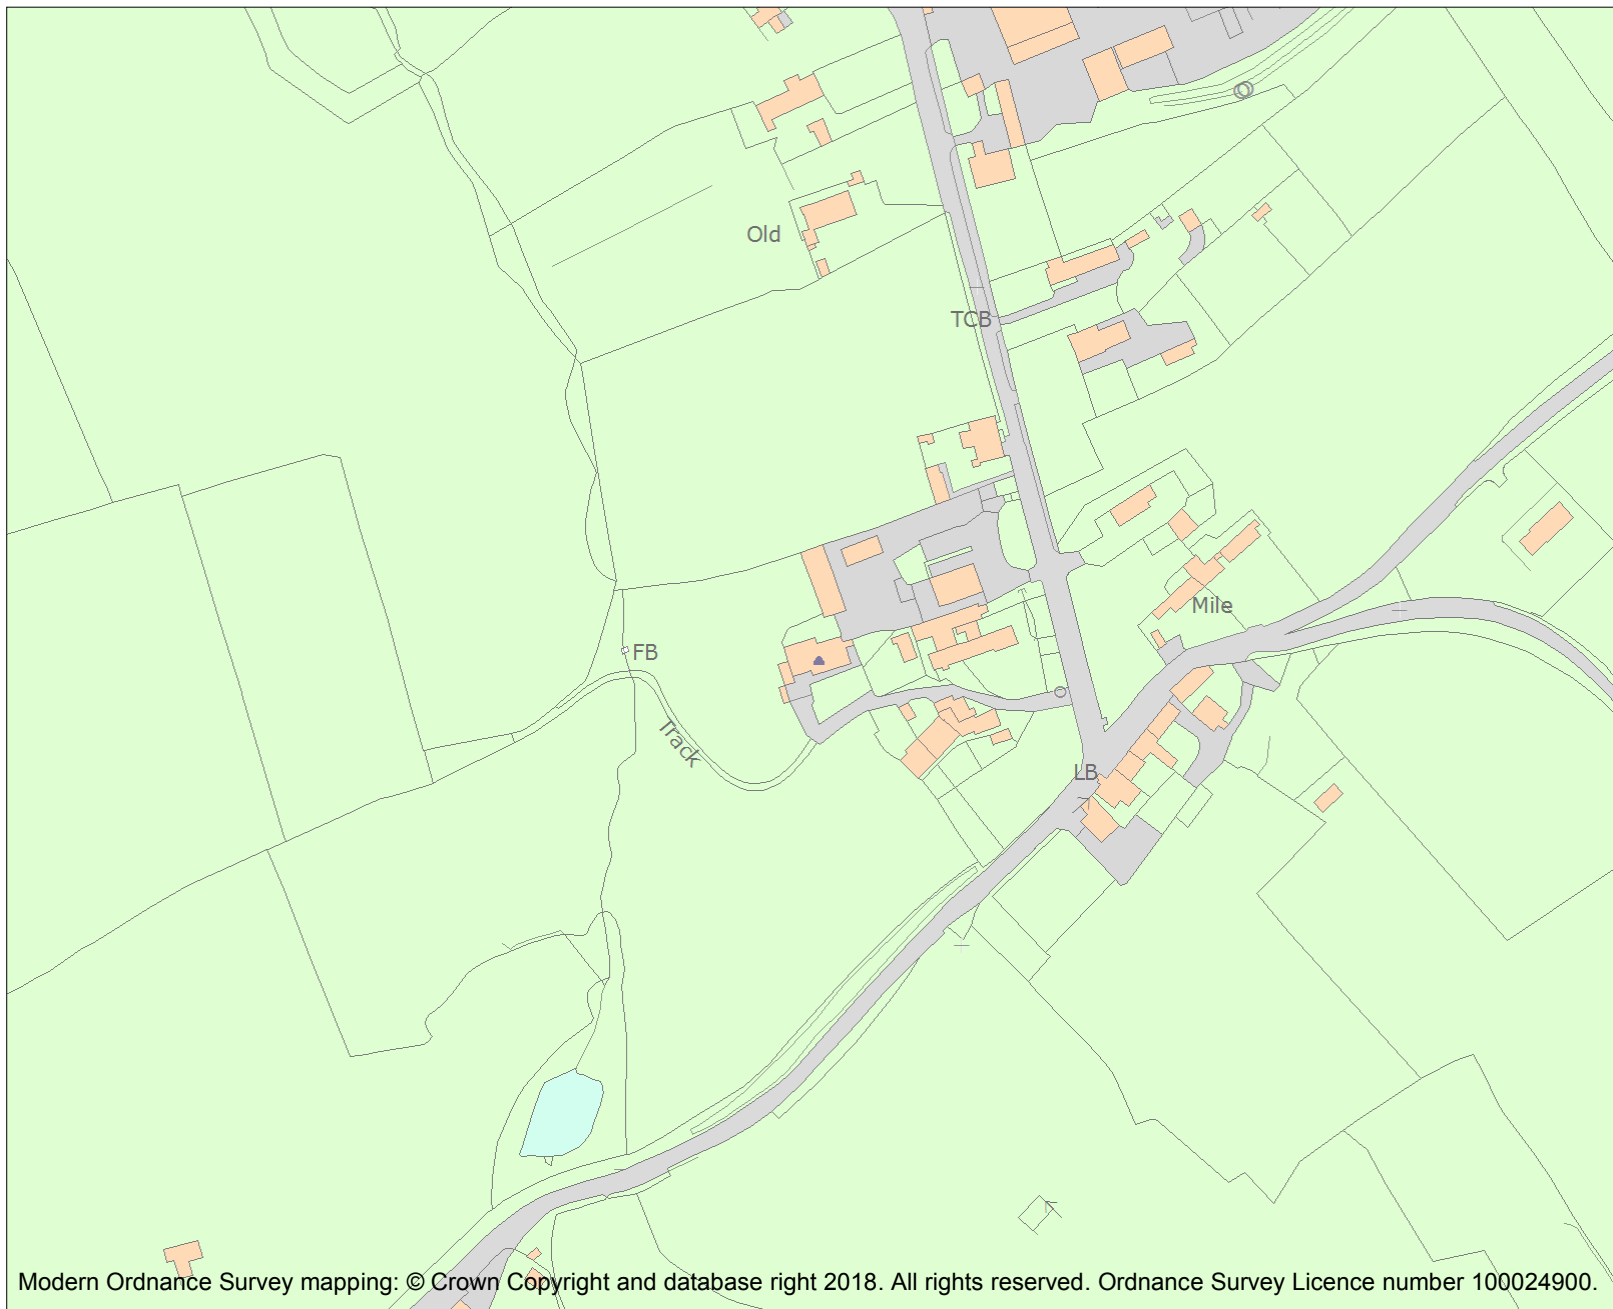 Old
TCB
Mile
FB
Track
LB
Modern Ordnance Survey mapping: © Crown Copyright and database right 2018. All rights reserved. Ordnance Survey Licence number 100024900.